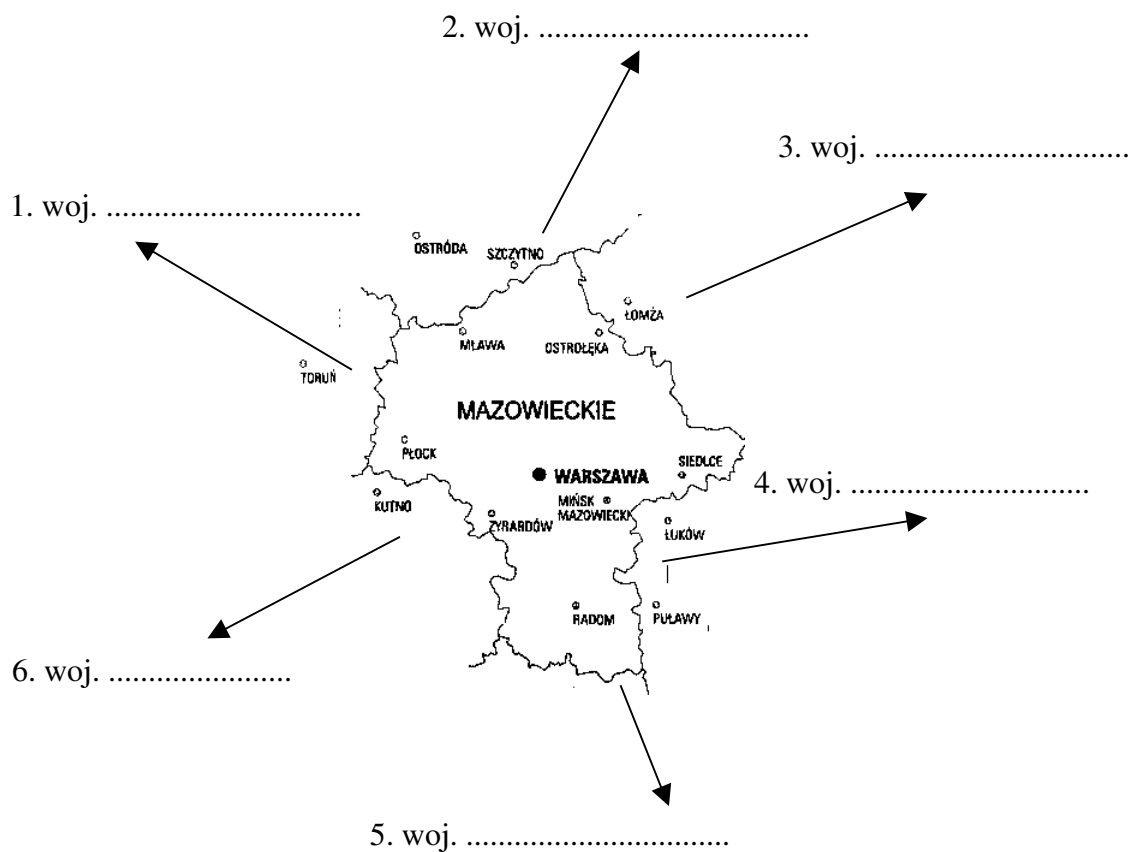 2. woj. ..................................
3. woj. ................................
1. woj. ................................
OSTRÓDA
SZCZYTNO
ŁOMŻA
MŁAWA
OSTROŁĘKA
TORUŃ
MAZOWIECKIE
PŁOCK
SIEDLCE
WARSZAWA
4. woj. ..............................
MIŃSK
MAZOWIECKI
KUTNO
ŻYRARDÓW
ŁUKÓW
RADOM
PUŁAWY
6. woj. .......................
5. woj. .................................